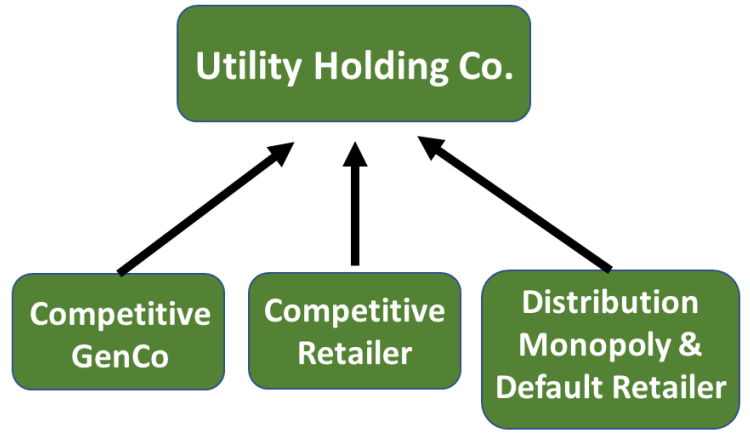 Utility Holding Co.
Competitive
GenCo
Competitive
Retailer
Distribution
Monopoly &
Default Retailer